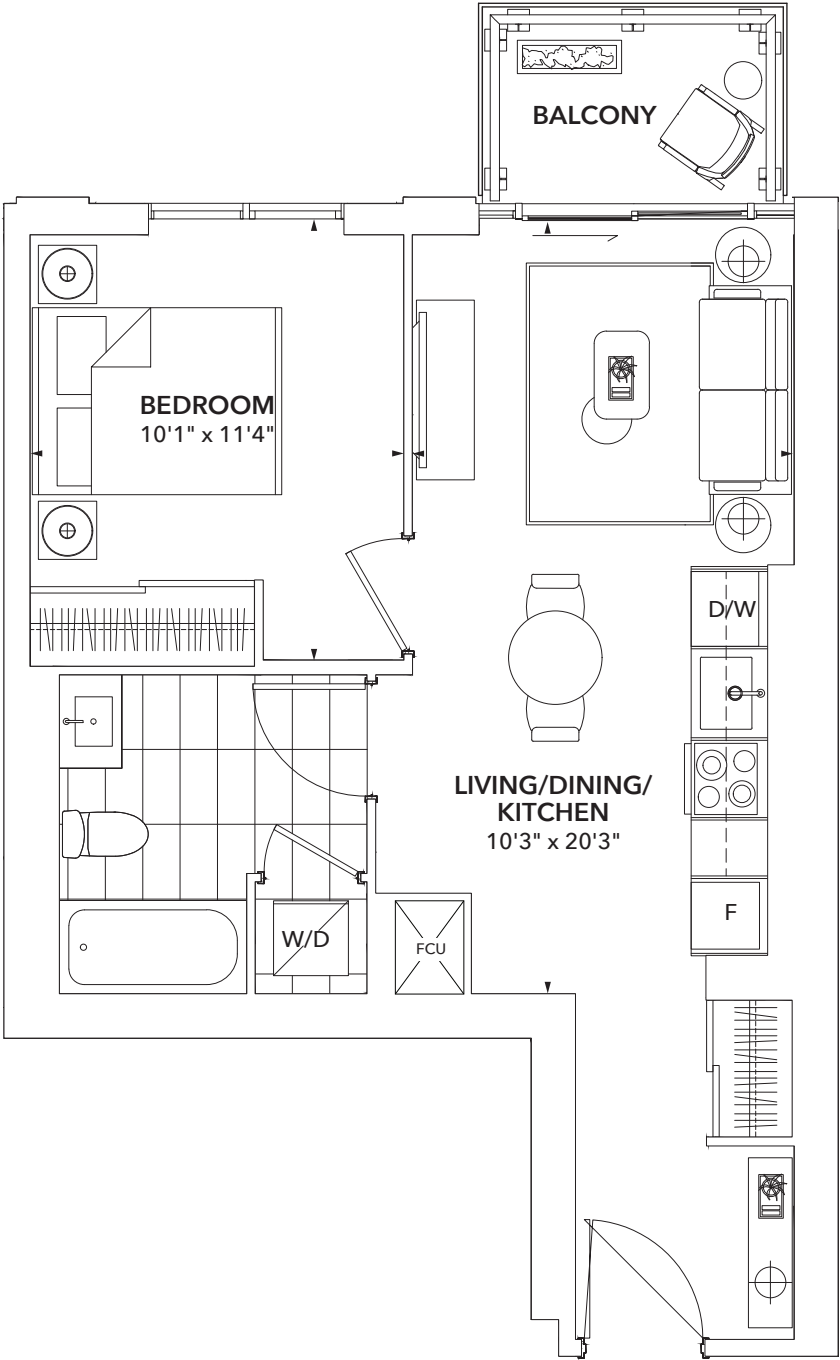 BALCONY
BEDROOM
10'1" x 11'4"
D/W
LIVING/DINING/
KITCHEN
10'3" x 20'3"
F
W/D
FCU